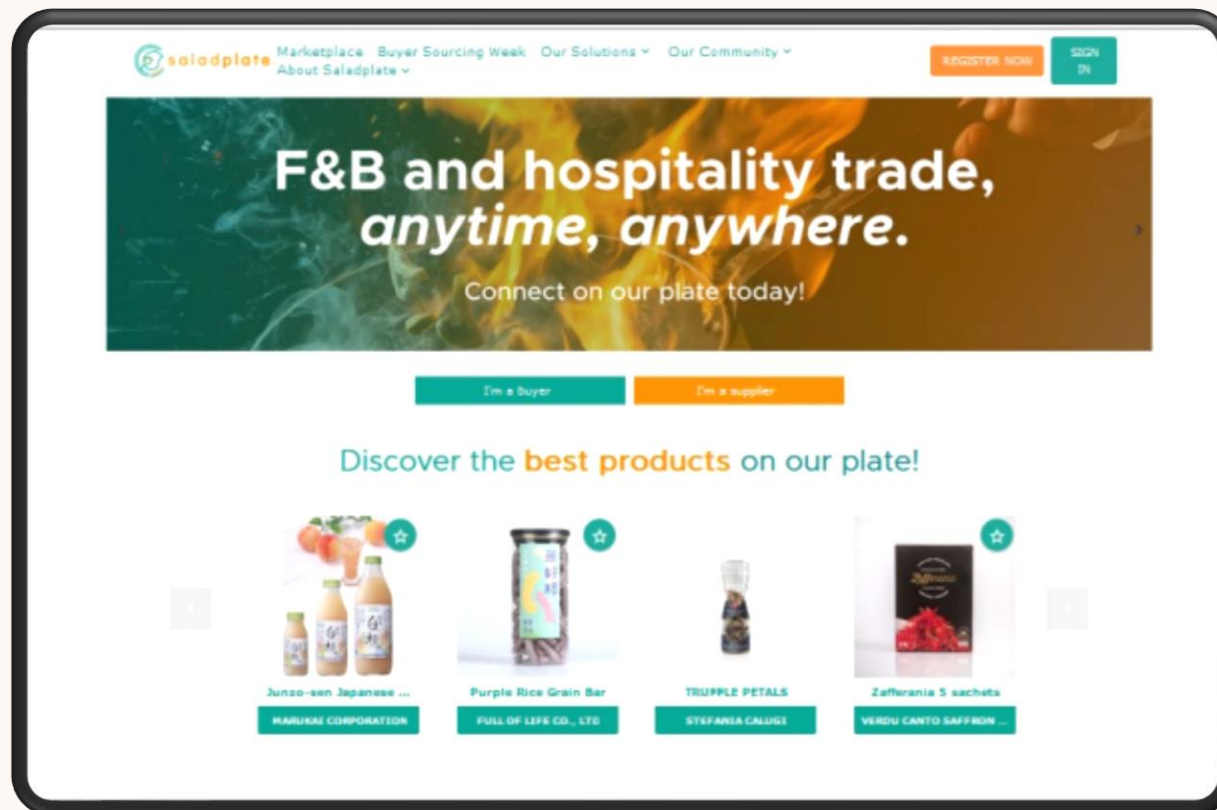 saladplate
Marketplace Buyer Sourcing Week Our Solutions Our Community
About Saladplate
REGISTER NOW
SIGN
IN
F&B and hospitality trade,
anytime, anywhere.
Connect on our plate today!
I'm a buyer
I'm a supplier
Discover the best products on our plate!
Junzo-sen Japanese ...
Purple Rice Grain Bar
TRUFFLE PETALS
Zafferania 5 sachets
MARUKAI CORPORATION
FULL OF LIFE CO., LTD
STEFANIA CALUGI
VERDU CANTO SAFFRON ...